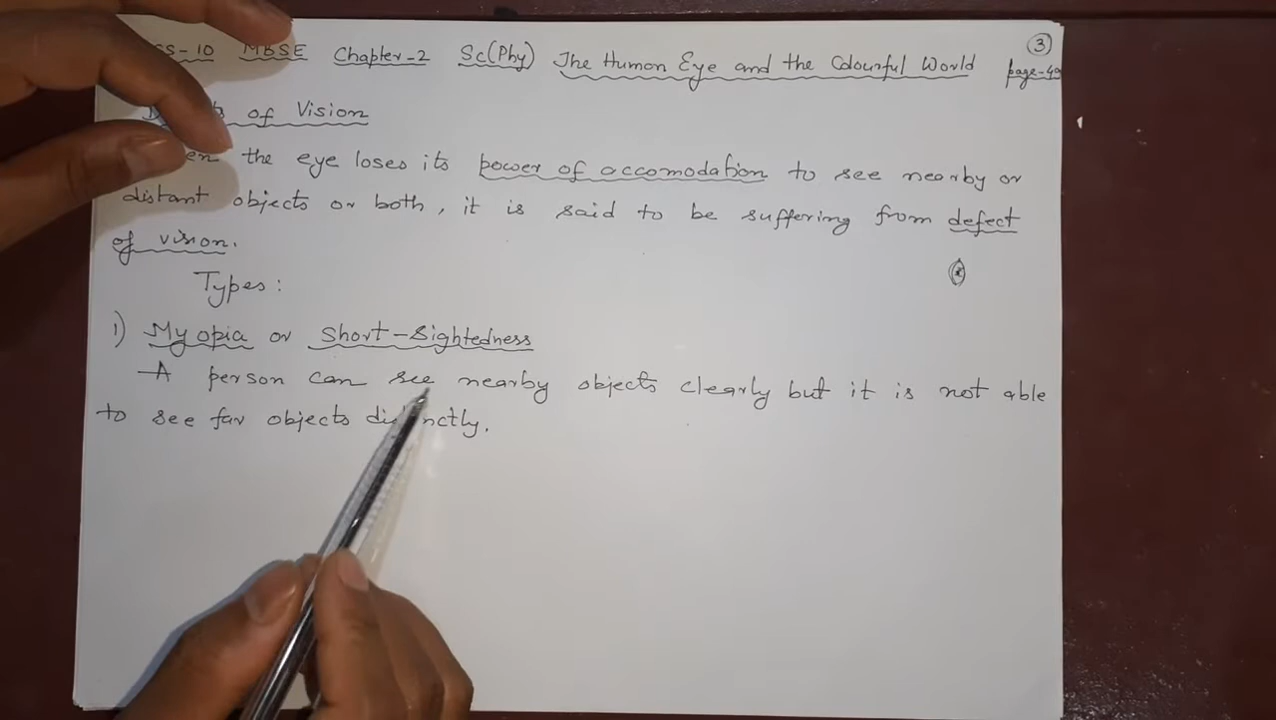 ③
MBSE Chapter-2 Sc(Phy) The Human Eye and the Colourful World
of Vision
the eye loses its power of accomodation to see nearby or
distant objects or both, it is said to be suffering from defect
of vision.
Types:
1) Myopia or Short-Sightedness
A person can see nearby objects clearly but it is not able
to see far objects distinctly.